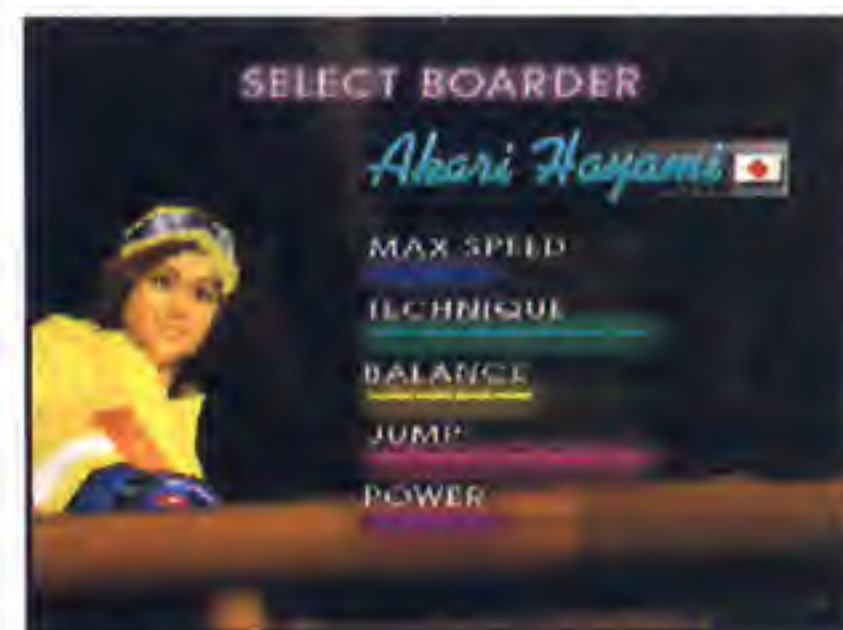 SELECT BOARDER
Akari Hayami
MAX SPEED
TECHNIQUE
BALANCE
JUMP
POWER